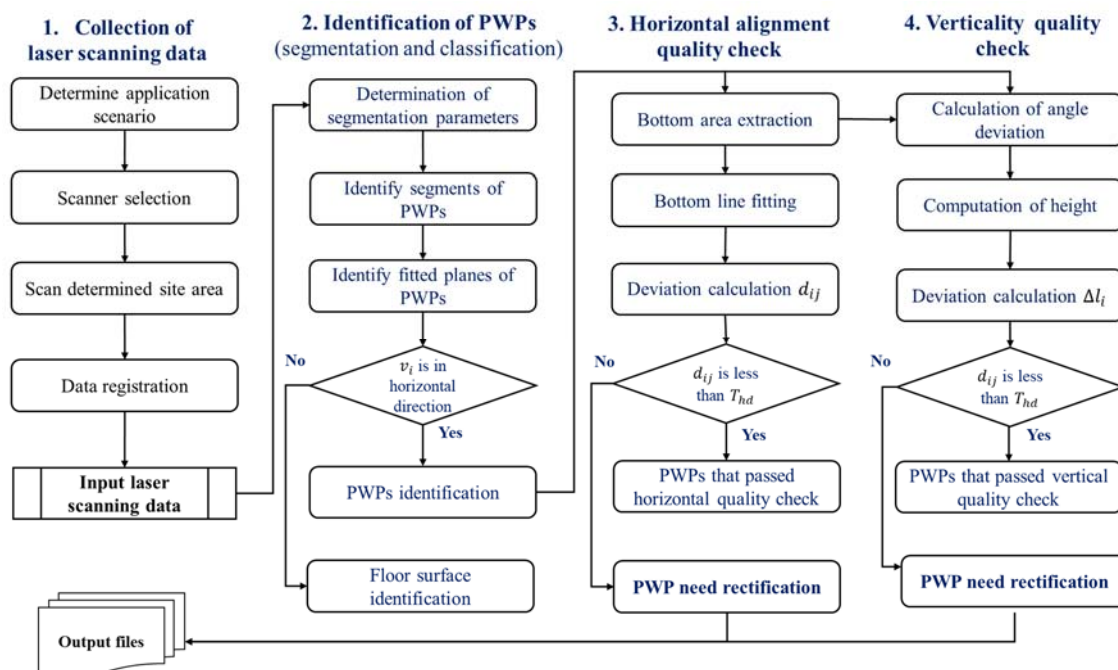 1. Collection of
laser scanning data
Determine application
scenario
Scanner selection
Scan determined site area
Data registration
Input laser
scanning data
Output files
2. Identification of PWPs
(segmentation and classification)
Determination of
segmentation parameters
Identify segments of
PWPs
Identify fitted planes of
PWPs
No
v_i is in
horizontal
direction
Yes
PWPs identification
Floor surface
identification
3. Horizontal alignment
quality check
Bottom area extraction
Bottom line fitting
Deviation calculation d_ij
No
d_ij is less
than T_hd
Yes
PWPs that passed
horizontal quality check
PWP need rectification
4. Verticality quality
check
Calculation of angle
deviation
Computation of height
Deviation calculation Δl_i
No
d_ij is less
than T_hd
Yes
PWPs that passed vertical
quality check
PWP need rectification